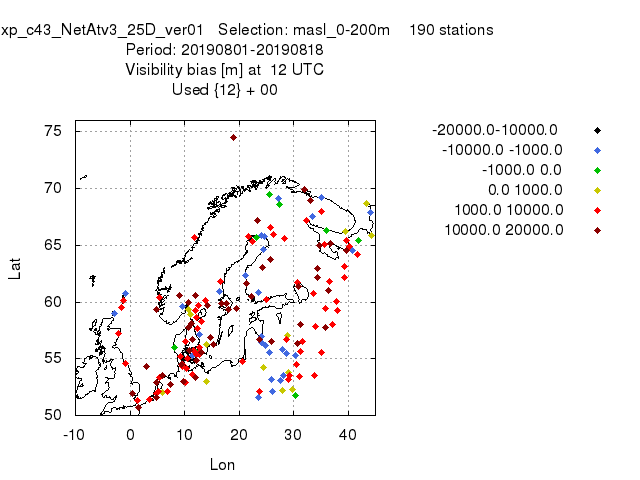 xp_c43_NetAtv3_25D_ver01 Selection: masl_0-200m 190 stations
Period: 20190801-20190818
Visibility bias [m] at 12 UTC
Used {12} + 00
-20000.0-10000.0
-10000.0 -1000.0
-1000.0 0.0
0.0 1000.0
1000.0 10000.0
10000.0 20000.0
75
70
65
60
55
50
Lat
-10 0 10 20 30 40
Lon